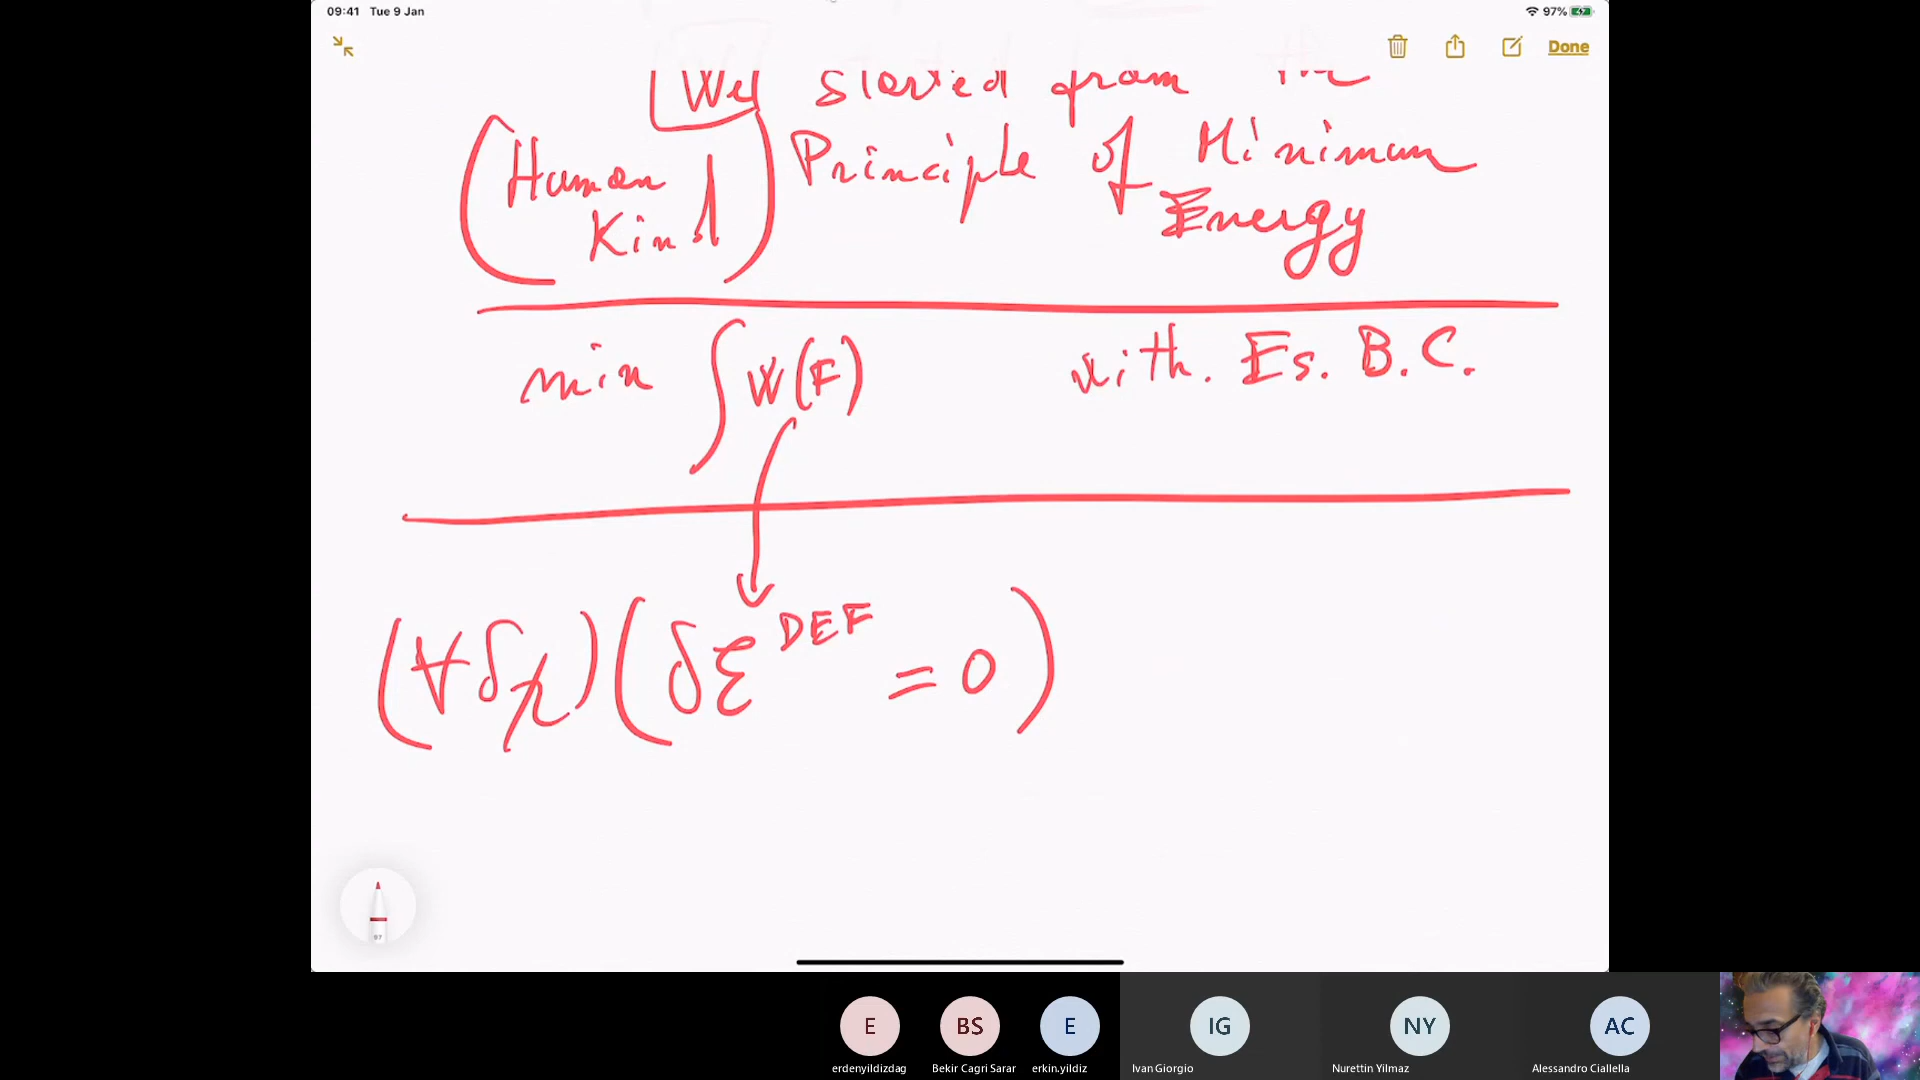 09:41 Tue 9 Jan
97%
Done
We started from the
(Human Kind) Principle of Minimum
Energy
min ∫ W(F) with. Es. B.C.
(∀δχ)(δℰ^DEF = 0)
97
E BS E IG NY AC
erdenyildizdag Bekir Cagri Sarar erkin.yildiz Ivan Giorgio Nurettin Yilmaz Alessandro Ciallella